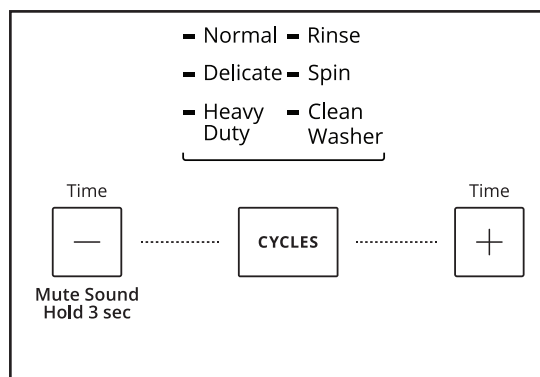 Normal
Rinse
Delicate
Spin
Heavy
Duty
Clean
Washer
Time
Time
CYCLES
Mute Sound
Hold 3 sec